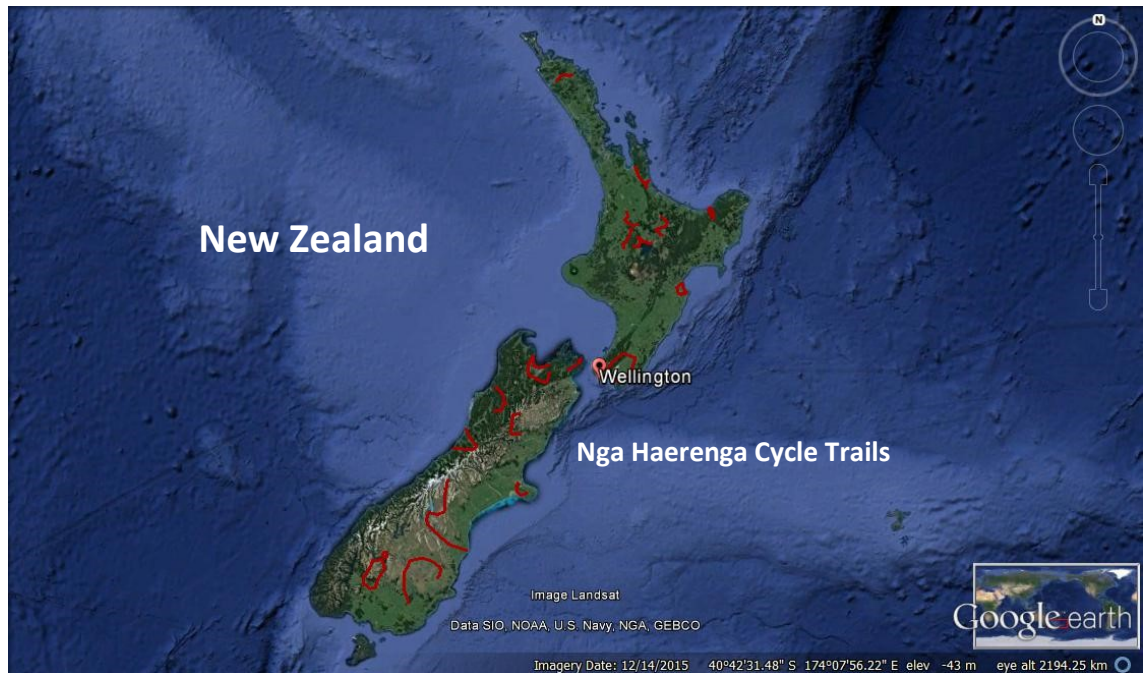 N
New Zealand
Wellington
Nga Haerenga Cycle Trails
Image Landsat
Data SIO, NOAA, U.S. Navy, NGA, GEBCO
Google earth
Imagery Date: 12/14/2015 40°42'31.48" S 174°07'56.22" E elev -43 m eye alt 2194.25 km